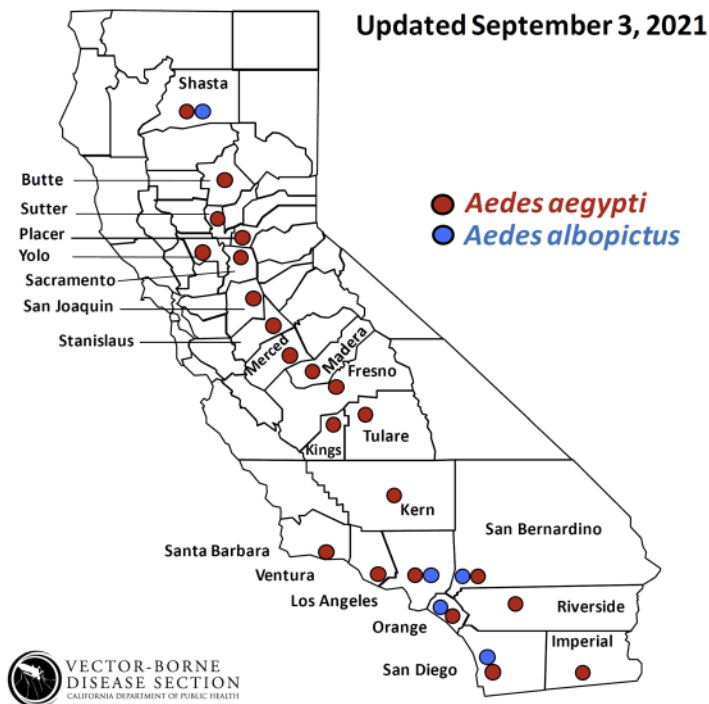 Updated September 3, 2021
Shasta
Butte
Sutter
Placer
Yolo
Sacramento
San Joaquin
Stanislaus
Aedes aegypti
Aedes albopictus
Merced
Madera
Fresno
Kings
Tulare
Kern
San Bernardino
Santa Barbara
Ventura
Los Angeles
Orange
Riverside
Imperial
San Diego
VECTOR-BORNE
DISEASE SECTION
CALIFORNIA DEPARTMENT OF PUBLIC HEALTH